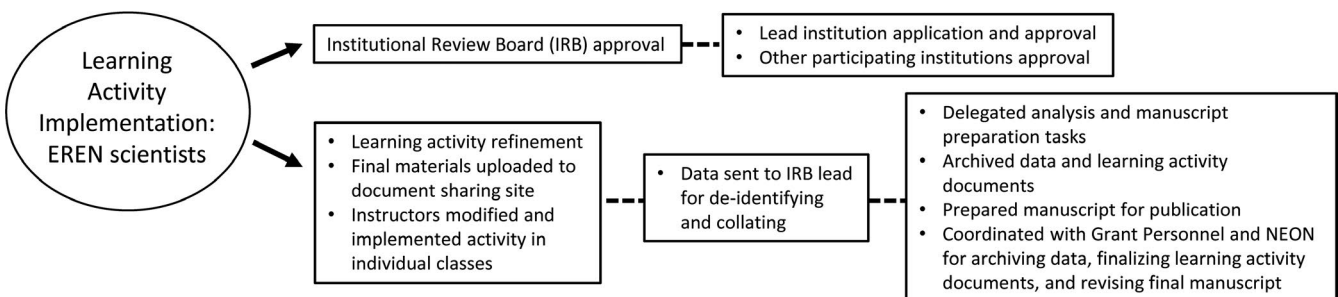 Learning
Activity
Implementation:
EREN scientists
Institutional Review Board (IRB) approval
• Lead institution application and approval
• Other participating institutions approval
• Learning activity refinement
• Final materials uploaded to
document sharing site
• Instructors modified and
implemented activity in
individual classes
• Data sent to IRB lead
for de-identifying
and collating
• Delegated analysis and manuscript
preparation tasks
• Archived data and learning activity
documents
• Prepared manuscript for publication
• Coordinated with Grant Personnel and NEON
for archiving data, finalizing learning activity
documents, and revising final manuscript